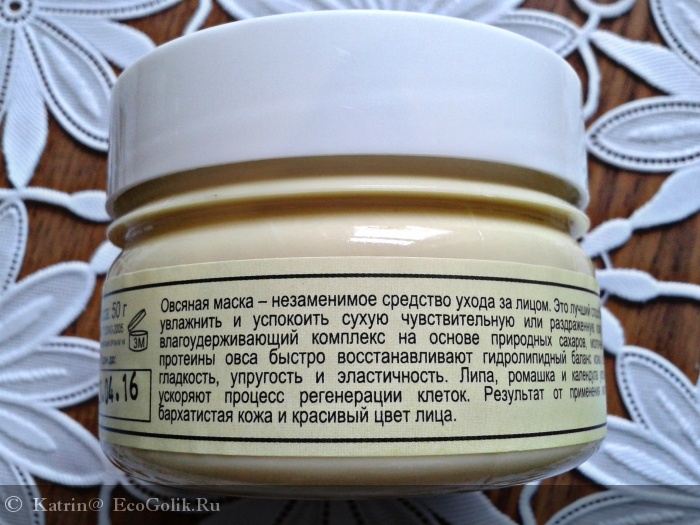 50 г
3М
.04.16
Овсяная маска – незаменимое средство ухода за лицом. Это лучший
увлажнить и успокоить сухую чувствительную или раздраженную
влагоудерживающий комплекс на основе природных сахаров,
протеины овса быстро восстанавливают гидролипидный баланс
гладкость, упругость и эластичность. Липа, ромашка и календула
ускоряют процесс регенерации клеток. Результат от применения
бархатистая кожа и красивый цвет лица.
© Katrin@ EcoGolik.Ru